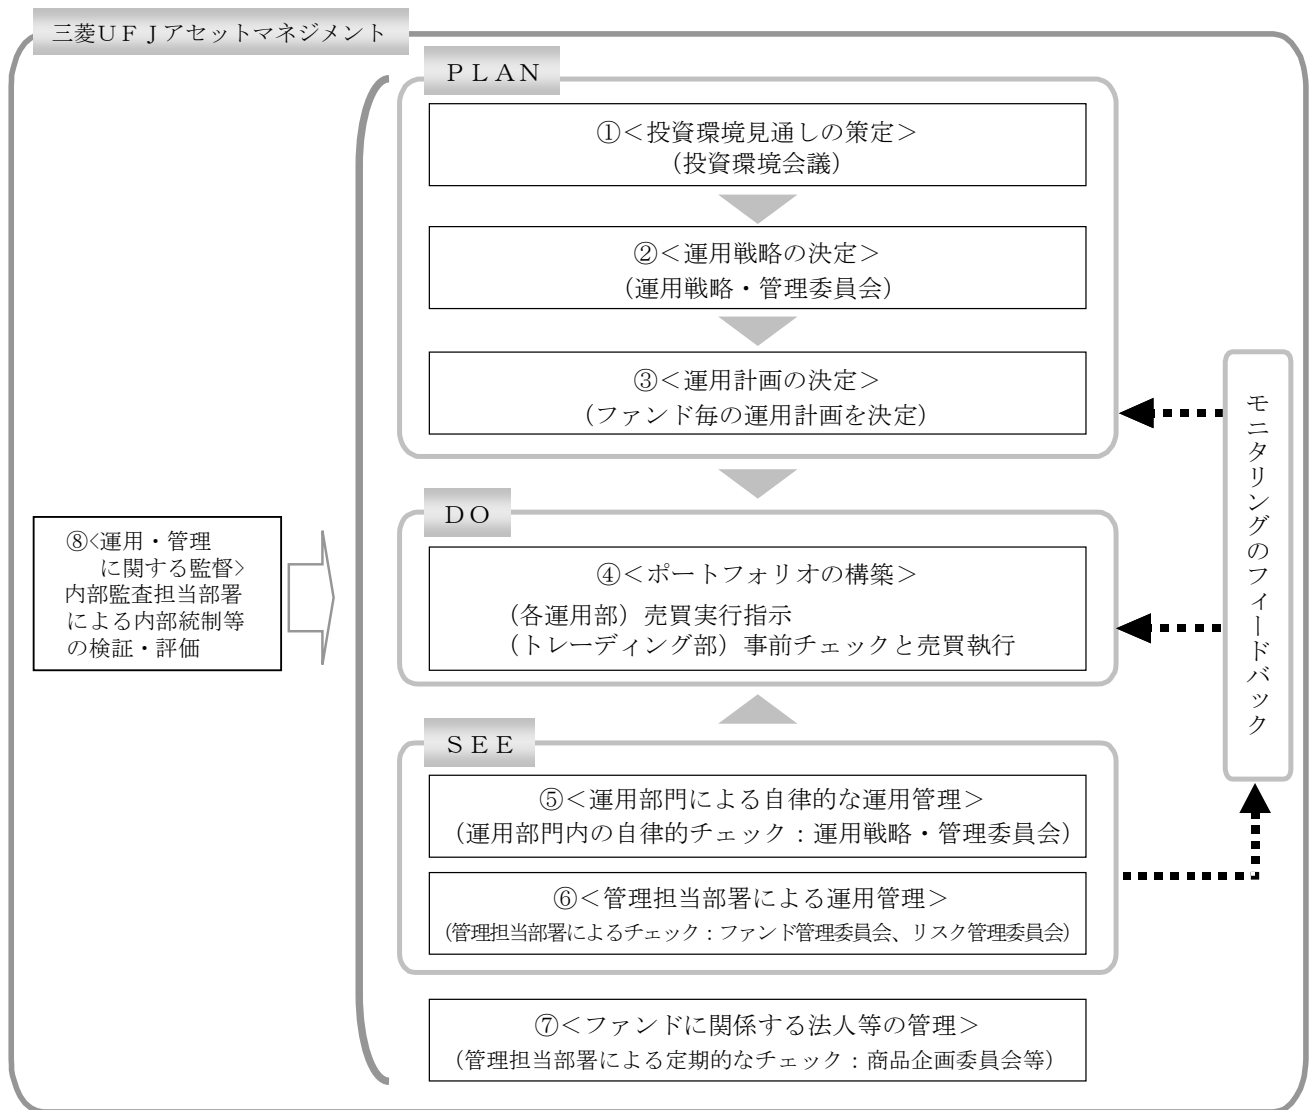 三菱ＵＦＪアセットマネジメント
ＰＬＡＮ
①＜投資環境見通しの策定＞
（投資環境会議）
②＜運用戦略の決定＞
（運用戦略・管理委員会）
③＜運用計画の決定＞
（ファンド毎の運用計画を決定）
ＤＯ
④＜ポートフォリオの構築＞
（各運用部）売買実行指示
（トレーディング部）事前チェックと売買執行
ＳＥＥ
⑤＜運用部門による自律的な運用管理＞
（運用部門内の自律的チェック：運用戦略・管理委員会）
⑥＜管理担当部署による運用管理＞
（管理担当部署によるチェック：ファンド管理委員会、リスク管理委員会）
⑦＜ファンドに関係する法人等の管理＞
（管理担当部署による定期的なチェック：商品企画委員会等）
⑧<運用・管理
に関する監督>
内部監査担当部署
による内部統制等
の検証・評価
モニタリングのフィードバック